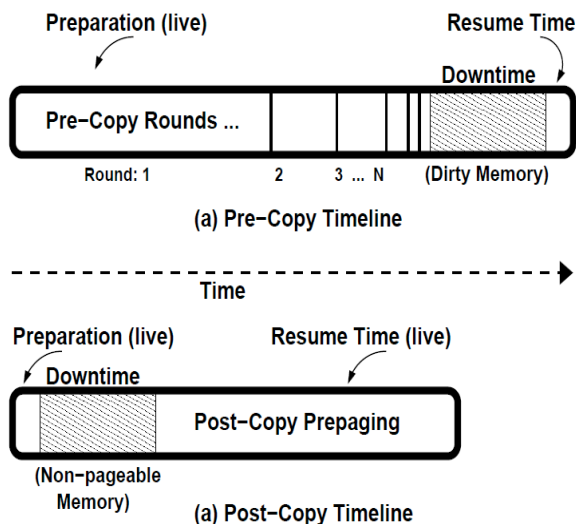 Preparation (live)
Resume Time
Downtime
Pre-Copy Rounds ...
Round: 1 2 3 ... N
(Dirty Memory)
(a) Pre-Copy Timeline
Time
Preparation (live)
Resume Time (live)
Downtime
Post-Copy Prepaging
(Non-pageable
Memory)
(a) Post-Copy Timeline